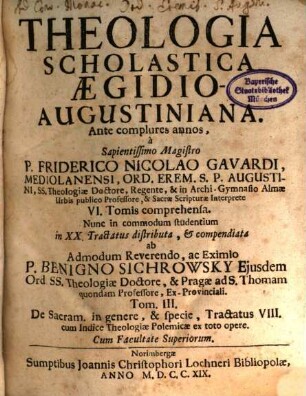 THEOLOGIA
SCHOLASTICA
ÆGIDIO-
AUGUSTINIANA.
Bayerische
Staatsbibliothek
München
Ante complures annos,
à
Sapientissimo Magistro
P. FRIDERICO NICOLAO GAVARDI,
MEDIOLANENSI, ORD. EREM. S. P. AUGUSTI-
NI, SS. Theologiæ Doctore, Regente, & in Archi-Gymnasio Almæ
Urbis publico Professore, & Sacræ Scripturæ Interprete
VI. Tomis comprehensa.
Nunc in commodum studentium
in XX Tractatus distributa, & compendiata
ab
Admodum Reverendo, ac Eximio
P. BENIGNO SICHROWSKY Ejusdem
Ord SS. Theologiæ Doctore, & Pragæ ad S. Thomam
quondam Professore, Ex-Provinciali.
Tom. III.
De Sacram. in genere, & specie, Tractatus VIII.
cum Indice Theologiæ Polemicæ ex toto opere.
Cum Facultate Superiorum.
Norimbergæ
Sumptibus Joannis Christophori Lochneri Bibliopolæ,
ANNO M. D. C. C. XIX.